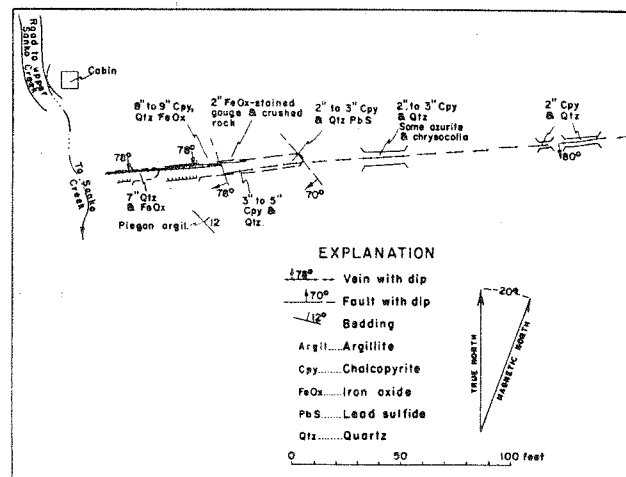 Road to upper
Sanko Creek
Cabin
To Sanko
Creek
8" to 9" Cpy,
Qtz FeOx
2" FeOx-stained
gouge & crushed
rock
2" to 3" Cpy
& Qtz PbS
2" to 3" Cpy
& Qtz
Some azurite &
chrysocolla
2" Cpy
& Qtz
78°
78°
80°
7" Qtz
& FeOx
78°
3" to 5"
Cpy &
Qtz.
70°
Piegan argil.
12
EXPLANATION
78° Vein with dip
70° Fault with dip
12° Bedding
Argil.....Argillite
Cpy.......Chalcopyrite
FeOx.....Iron oxide
PbS......Lead sulfide
Qtz........Quartz
20°
TRUE NORTH
MAGNETIC NORTH
0 50 100 feet